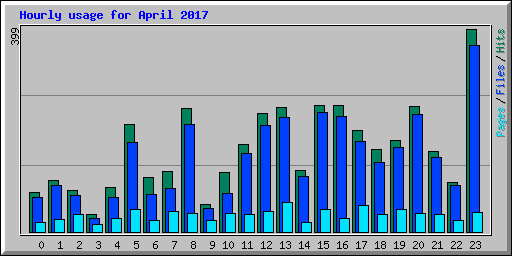 Hourly usage for April 2017
399
Pages / Files / Hits
0 1 2 3 4 5 6 7 8 9 10 11 12 13 14 15 16 17 18 19 20 21 22 23